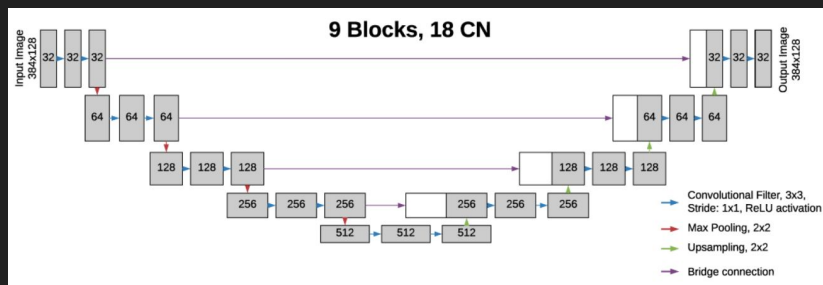 9 Blocks, 18 CN
Input Image
384x128
32 32 32
32 32 32
Output Image
384x128
64 64 64
64 64 64
128 128 128
128 128 128
256 256 256
256 256 256
512 512 512
Convolutional Filter, 3x3,
Stride: 1x1, ReLU activation
Max Pooling, 2x2
Upsampling, 2x2
Bridge connection